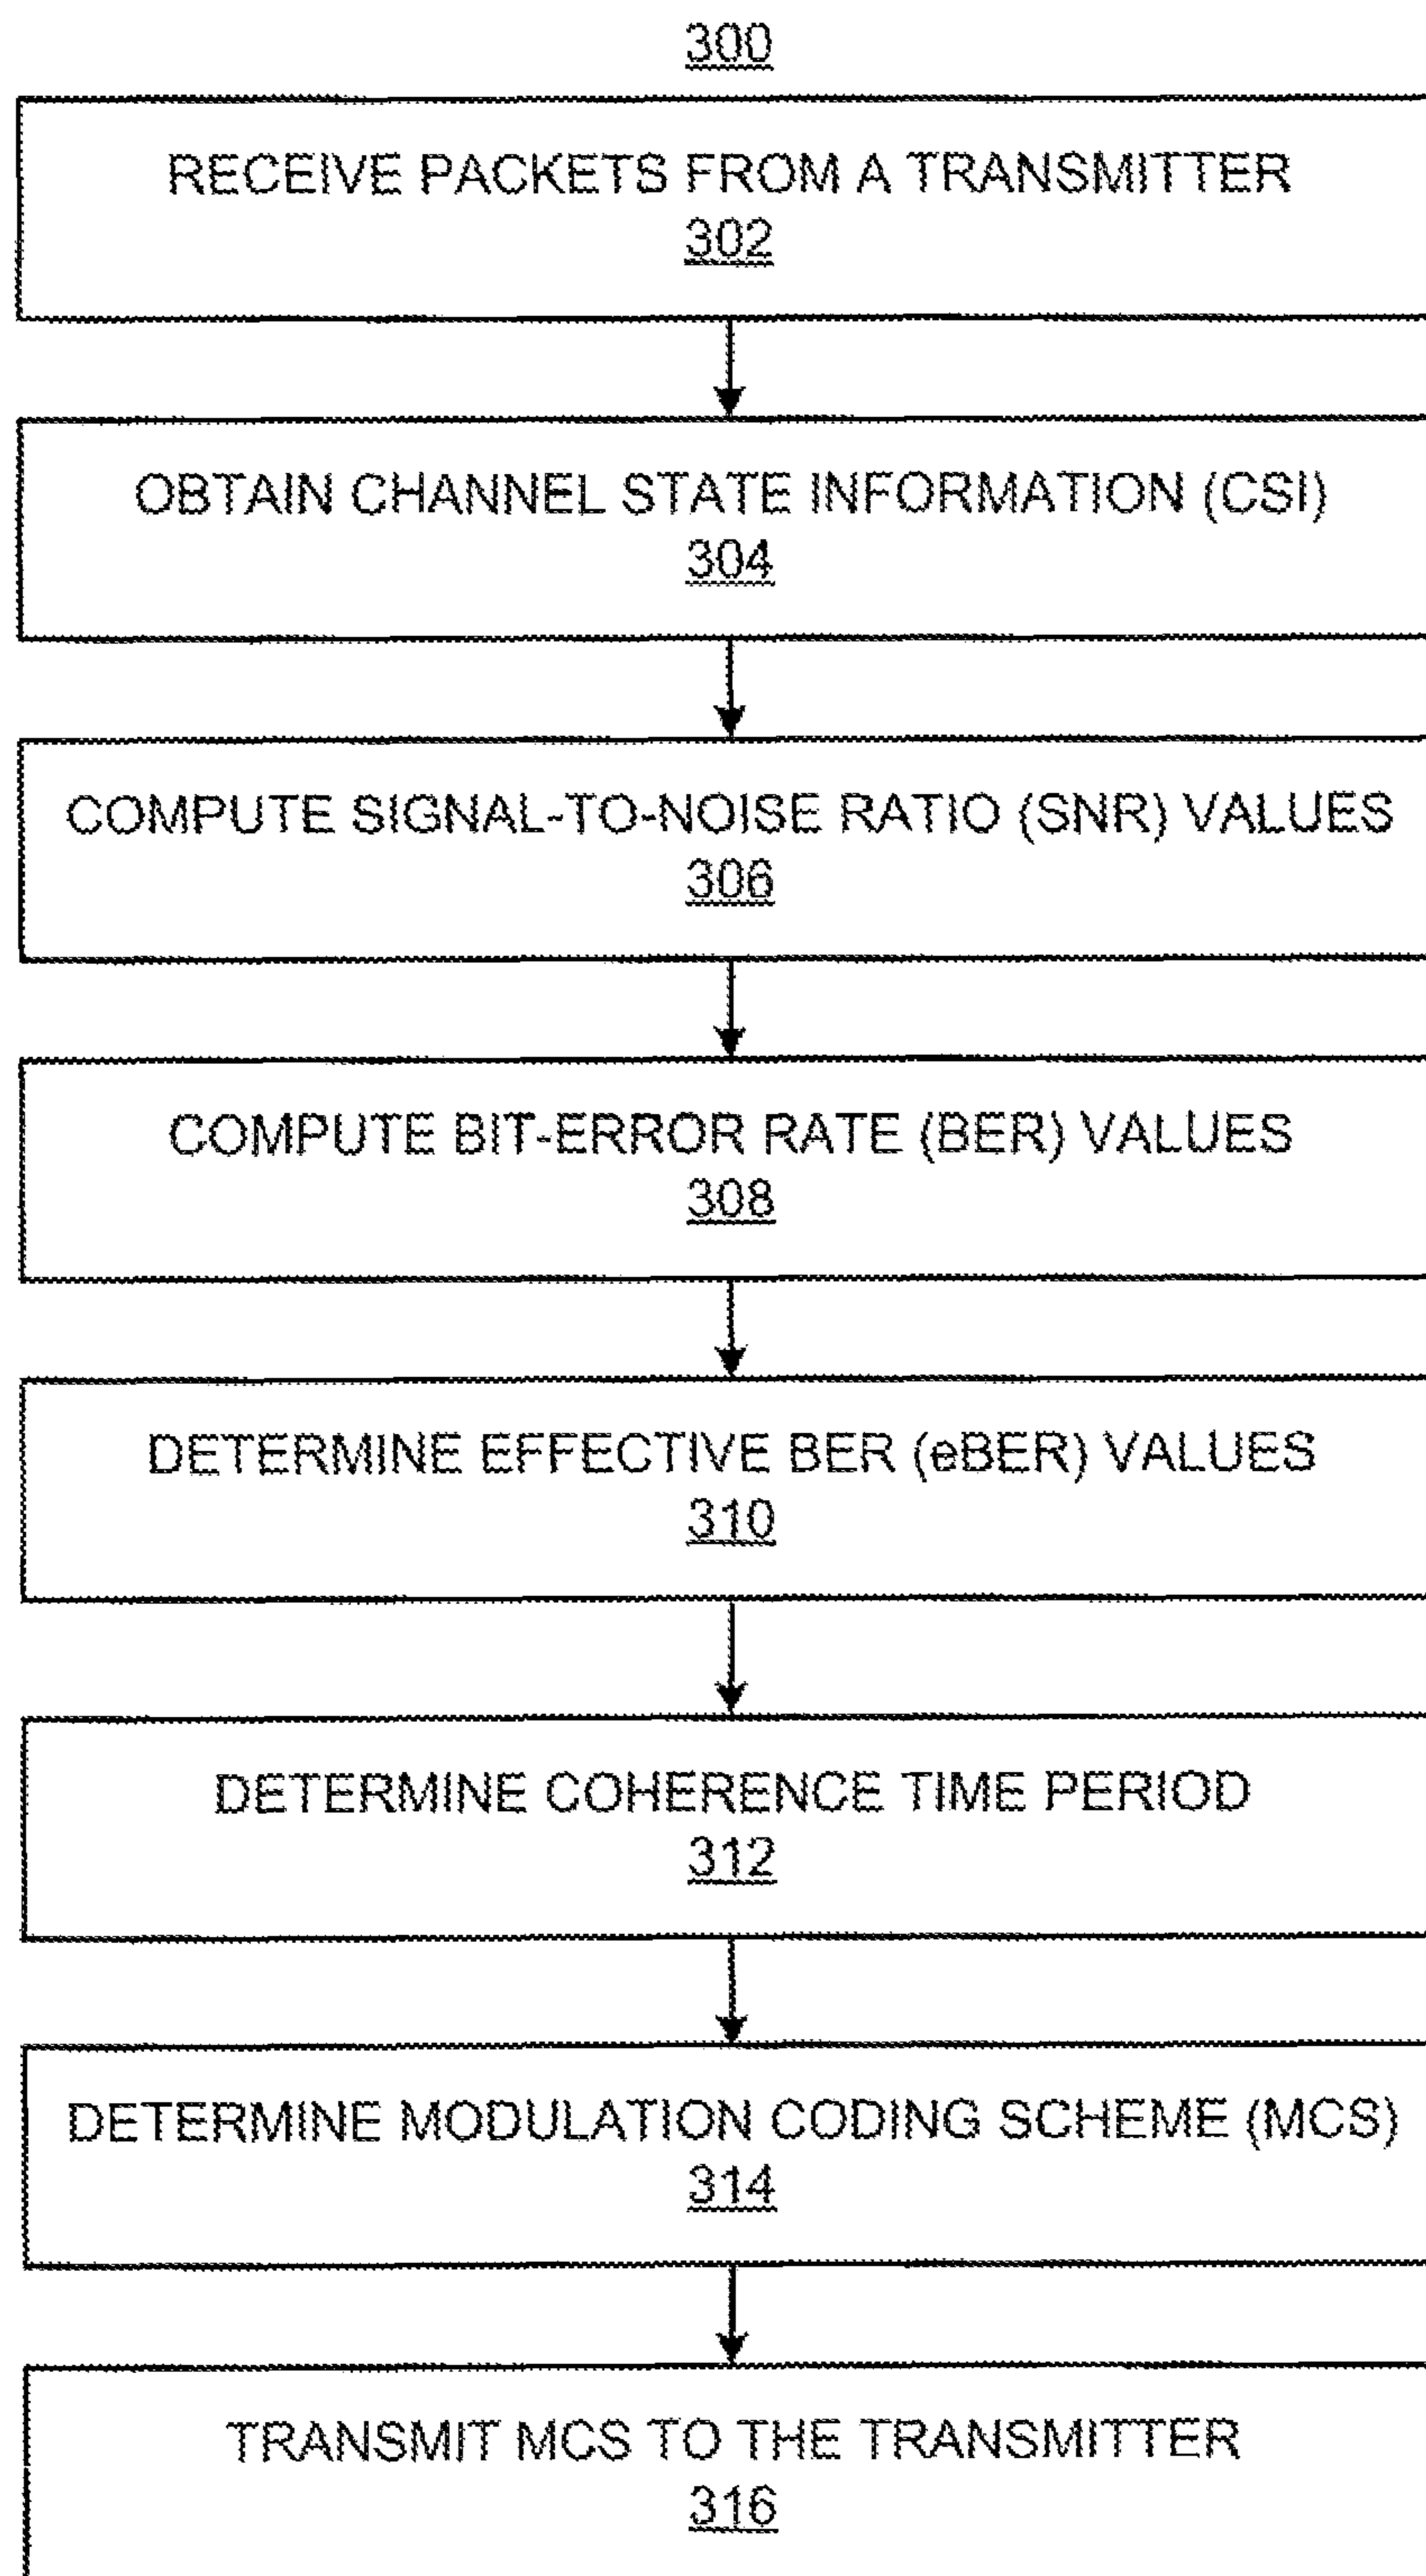 300
RECEIVE PACKETS FROM A TRANSMITTER
302
OBTAIN CHANNEL STATE INFORMATION (CSI)
304
COMPUTE SIGNAL-TO-NOISE RATIO (SNR) VALUES
306
COMPUTE BIT-ERROR RATE (BER) VALUES
308
DETERMINE EFFECTIVE BER (eBER) VALUES
310
DETERMINE COHERENCE TIME PERIOD
312
DETERMINE MODULATION CODING SCHEME (MCS)
314
TRANSMIT MCS TO THE TRANSMITTER
316